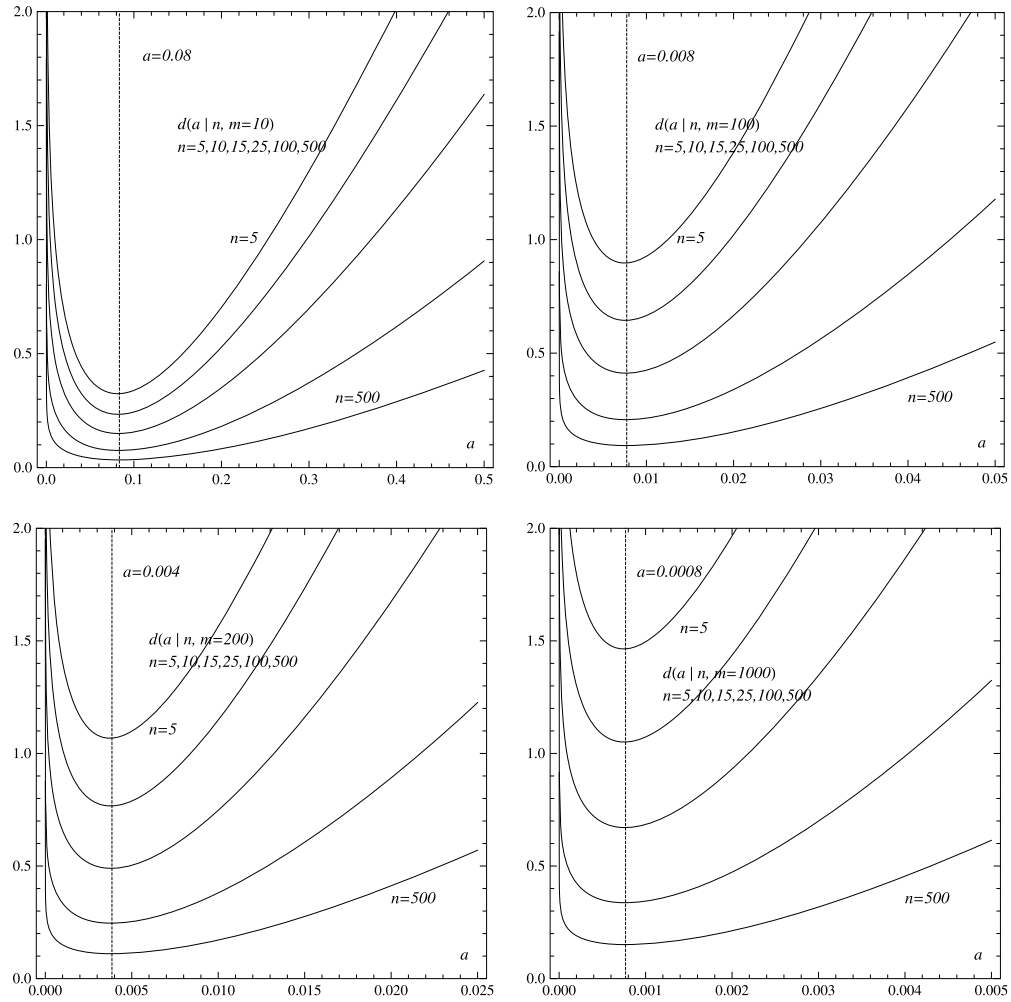 2.0
1.5
1.0
0.5
0.0
a=0.08
d(a | n, m=10)
n=5,10,15,25,100,500
n=5
n=500
a
0.0 0.1 0.2 0.3 0.4 0.5
2.0
1.5
1.0
0.5
0.0
a=0.008
d(a | n, m=100)
n=5,10,15,25,100,500
n=5
n=500
a
0.00 0.01 0.02 0.03 0.04 0.05
2.0
1.5
1.0
0.5
0.0
a=0.004
d(a | n, m=200)
n=5,10,15,25,100,500
n=5
n=500
a
0.000 0.005 0.010 0.015 0.020 0.025
2.0
1.5
1.0
0.5
0.0
a=0.0008
n=5
d(a | n, m=1000)
n=5,10,15,25,100,500
n=500
a
0.000 0.001 0.002 0.003 0.004 0.005